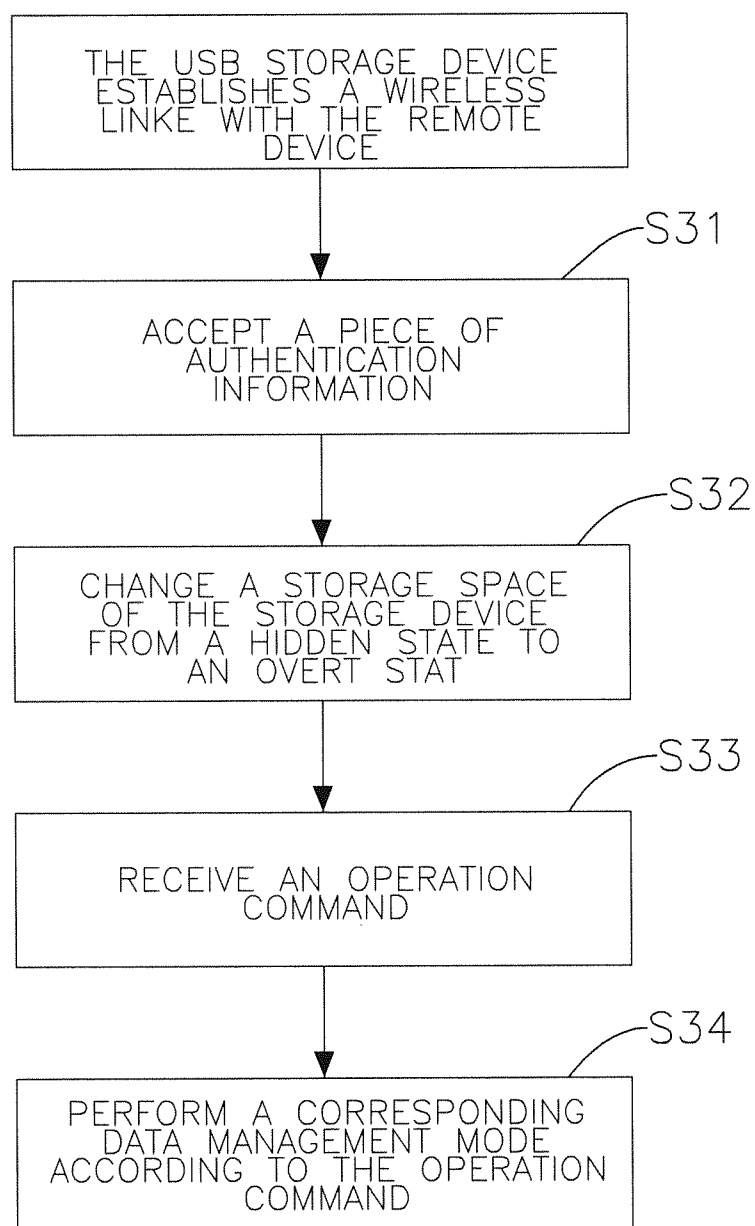 THE USB STORAGE DEVICE
ESTABLISHES A WIRELESS
LINKE WITH THE REMOTE
DEVICE
S31
ACCEPT A PIECE OF
AUTHENTICATION
INFORMATION
S32
CHANGE A STORAGE SPACE
OF THE STORAGE DEVICE
FROM A HIDDEN STATE TO
AN OVERT STAT
S33
RECEIVE AN OPERATION
COMMAND
S34
PERFORM A CORRESPONDING
DATA MANAGEMENT MODE
ACCORDING TO THE OPERATION
COMMAND